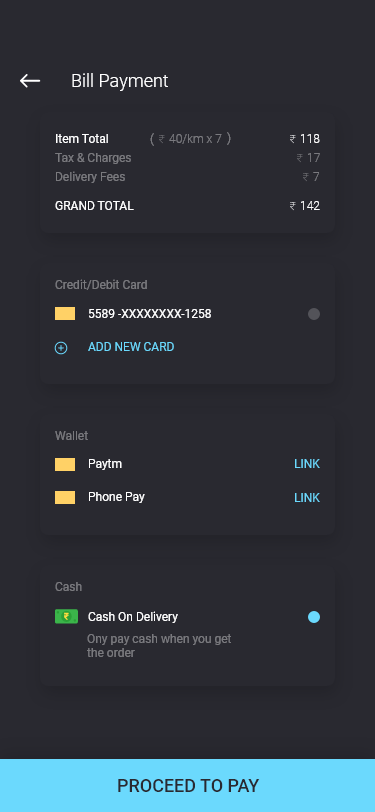 Bill Payment
Item Total ( ₹ 40/km x 7 ) ₹ 118
Tax & Charges ₹ 17
Delivery Fees ₹ 7
GRAND TOTAL ₹ 142
Credit/Debit Card
5589 -XXXXXXXX-1258
ADD NEW CARD
Wallet
Paytm LINK
Phone Pay LINK
Cash
₹ Cash On Delivery
Ony pay cash when you get
the order
PROCEED TO PAY